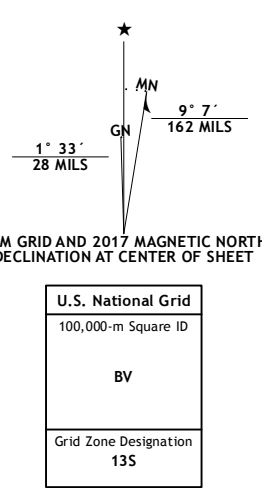 ★
MN
GN
9° 7´
162 MILS
1° 33´
28 MILS
M GRID AND 2017 MAGNETIC NORTH
DECLINATION AT CENTER OF SHEET
U.S. National Grid
100,000-m Square ID
BV
Grid Zone Designation
13S